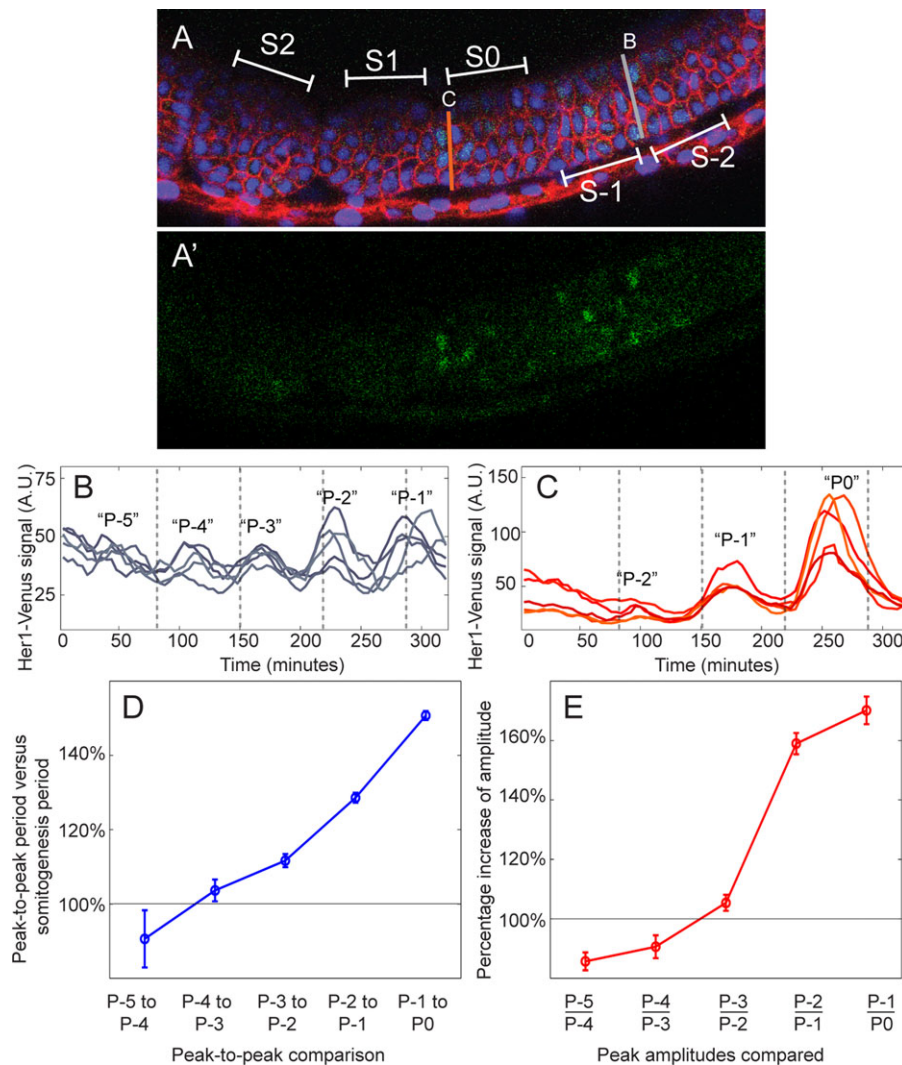 A
S2
S1
S0
B
C
S-1
S-2
A'
B
Her1-Venus signal (A.U.)
75
50
25
"P-5"
"P-4"
"P-3"
"P-2"
"P-1"
0 50 100 150 200 250 300
Time (minutes)
C
Her1-Venus signal (A.U.)
150
100
50
"P-2"
"P-1"
"P0"
0 50 100 150 200 250 300
Time (minutes)
D
Peak-to-peak period versus
somitogenesis period
140%
120%
100%
P-5 to P-4 to P-3 to P-2 to P-1 to
P-4 P-3 P-2 P-1 P0
Peak-to-peak comparison
E
Percentage increase of amplitude
160%
140%
120%
100%
P-5 P-4 P-3 P-2 P-1
P-4 P-3 P-2 P-1 P0
Peak amplitudes compared